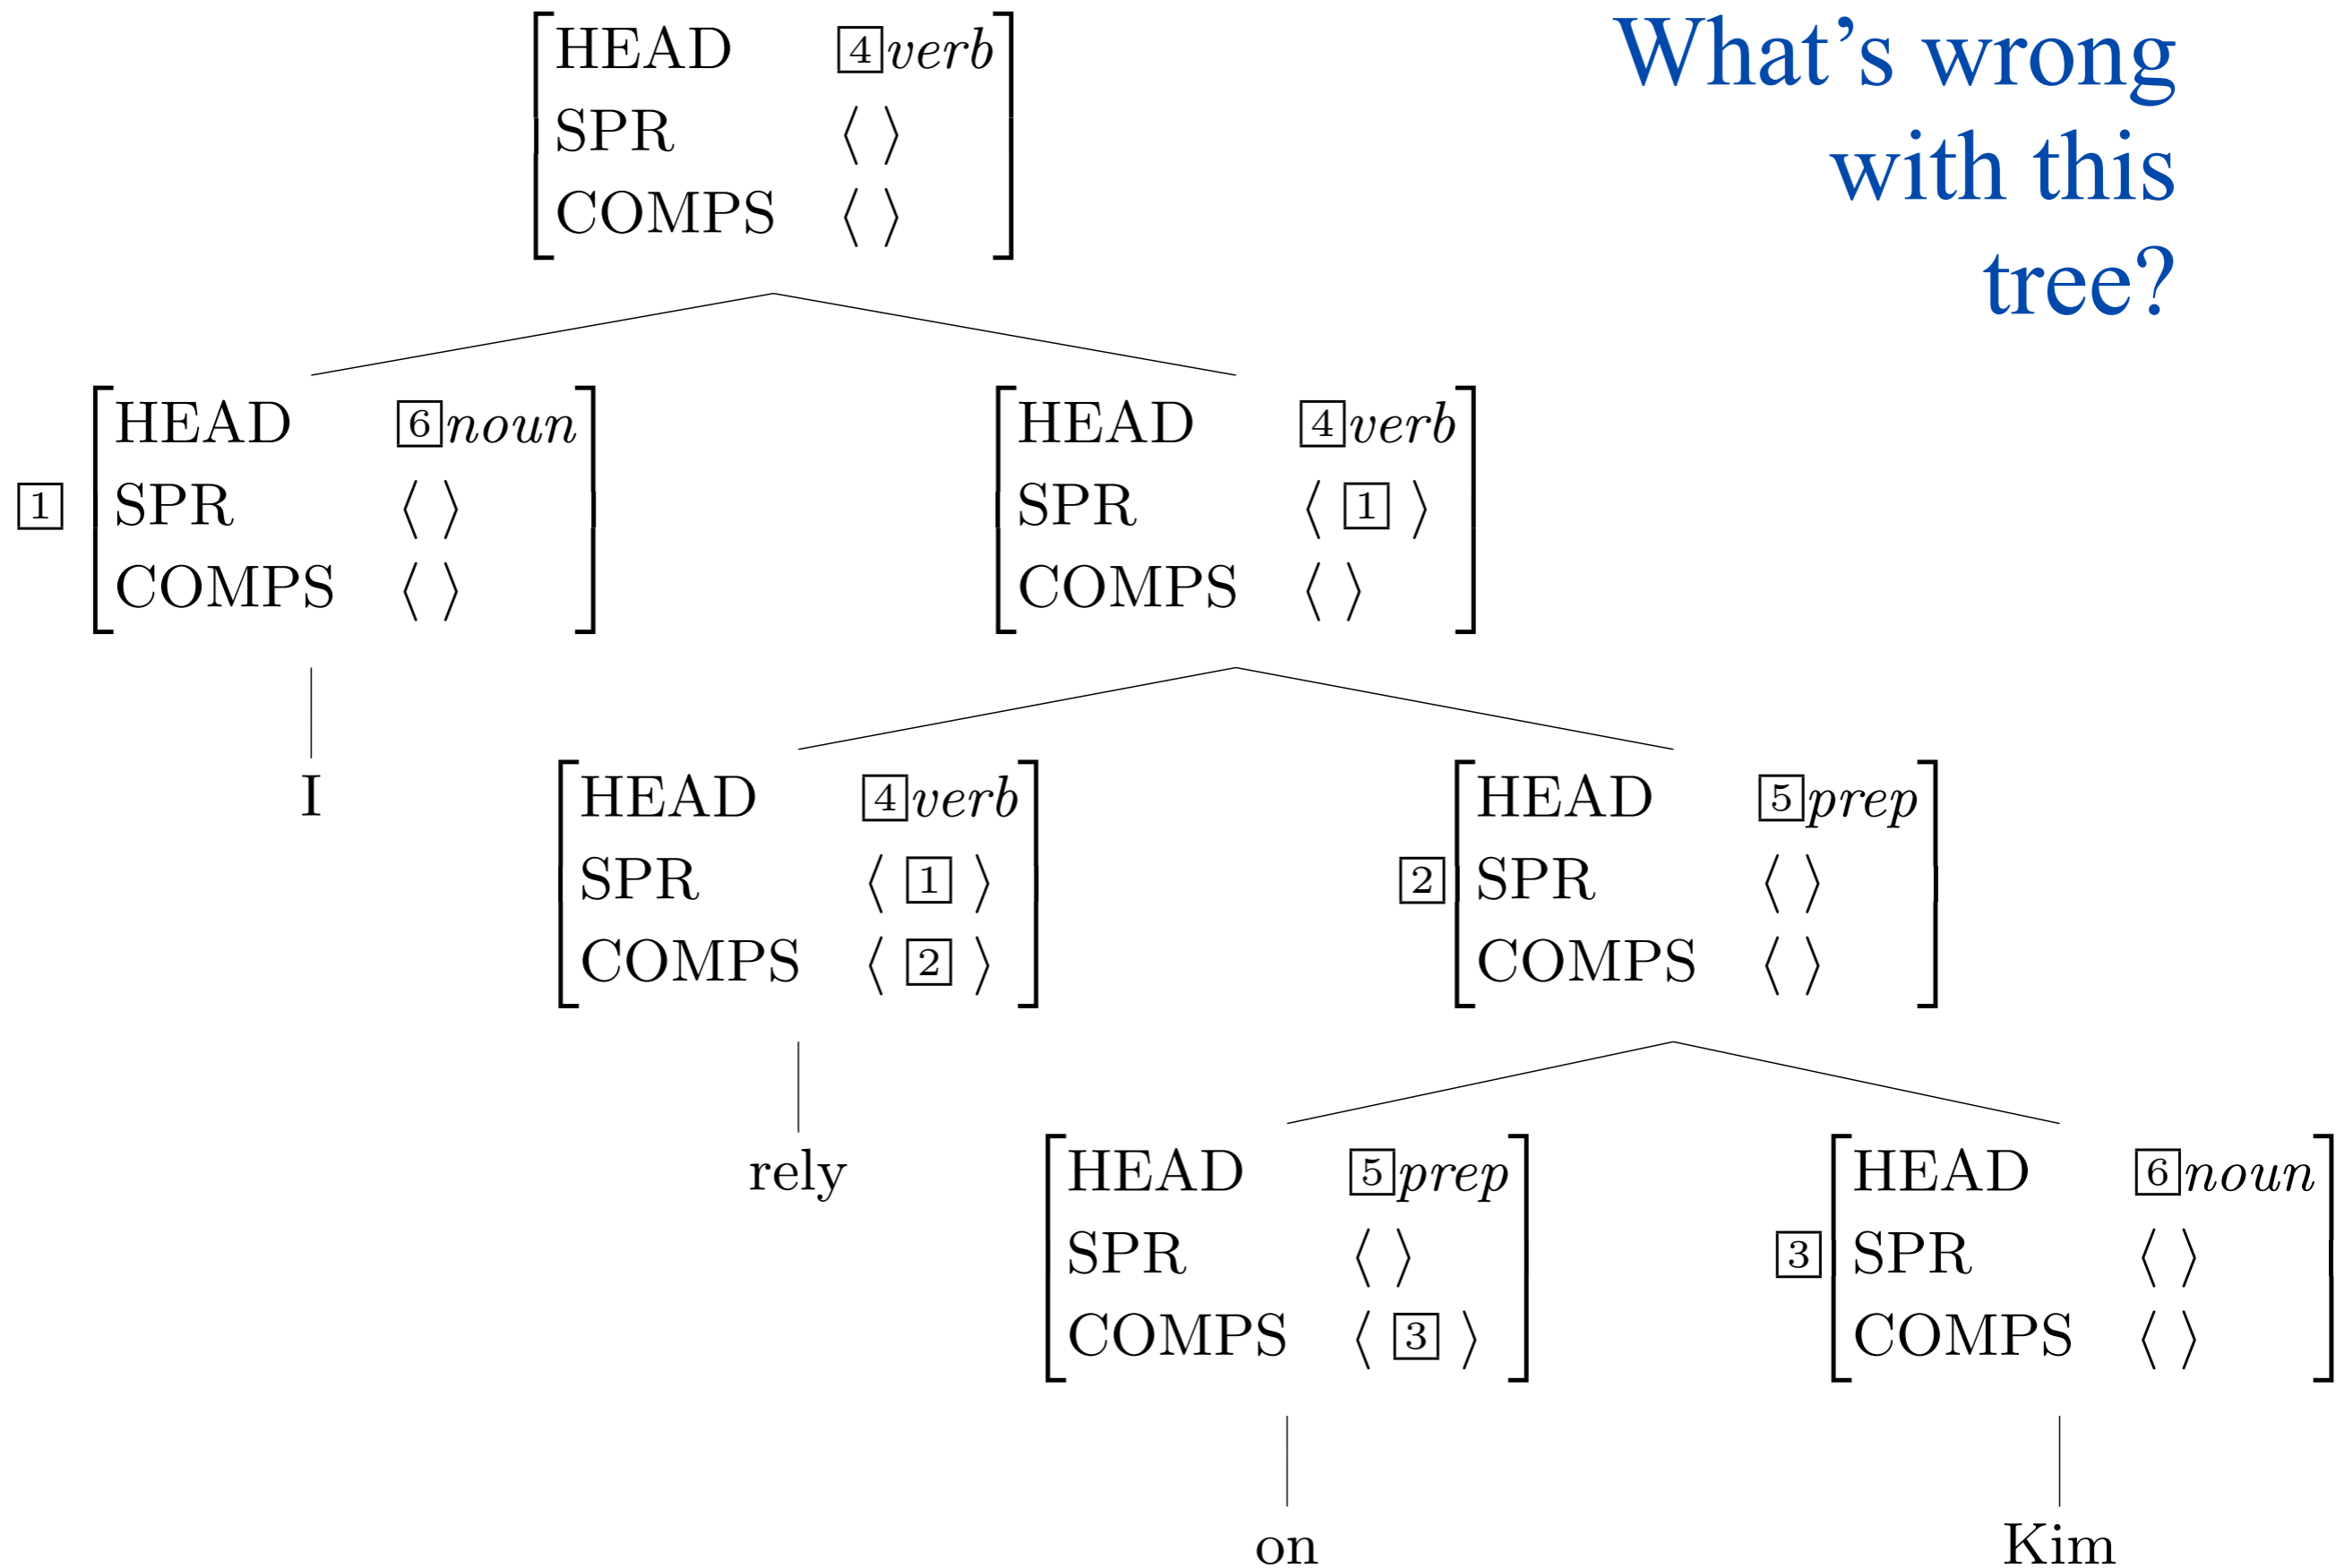 What's wrong
with this
tree?
HEAD 4 verb
SPR ⟨ ⟩
COMPS ⟨ ⟩
1
HEAD 6 noun
SPR ⟨ ⟩
COMPS ⟨ ⟩
HEAD 4 verb
SPR ⟨ 1 ⟩
COMPS ⟨ ⟩
I
HEAD 4 verb
SPR ⟨ 1 ⟩
COMPS ⟨ 2 ⟩
2
HEAD 5 prep
SPR ⟨ ⟩
COMPS ⟨ ⟩
rely
HEAD 5 prep
SPR ⟨ ⟩
COMPS ⟨ 3 ⟩
3
HEAD 6 noun
SPR ⟨ ⟩
COMPS ⟨ ⟩
on
Kim